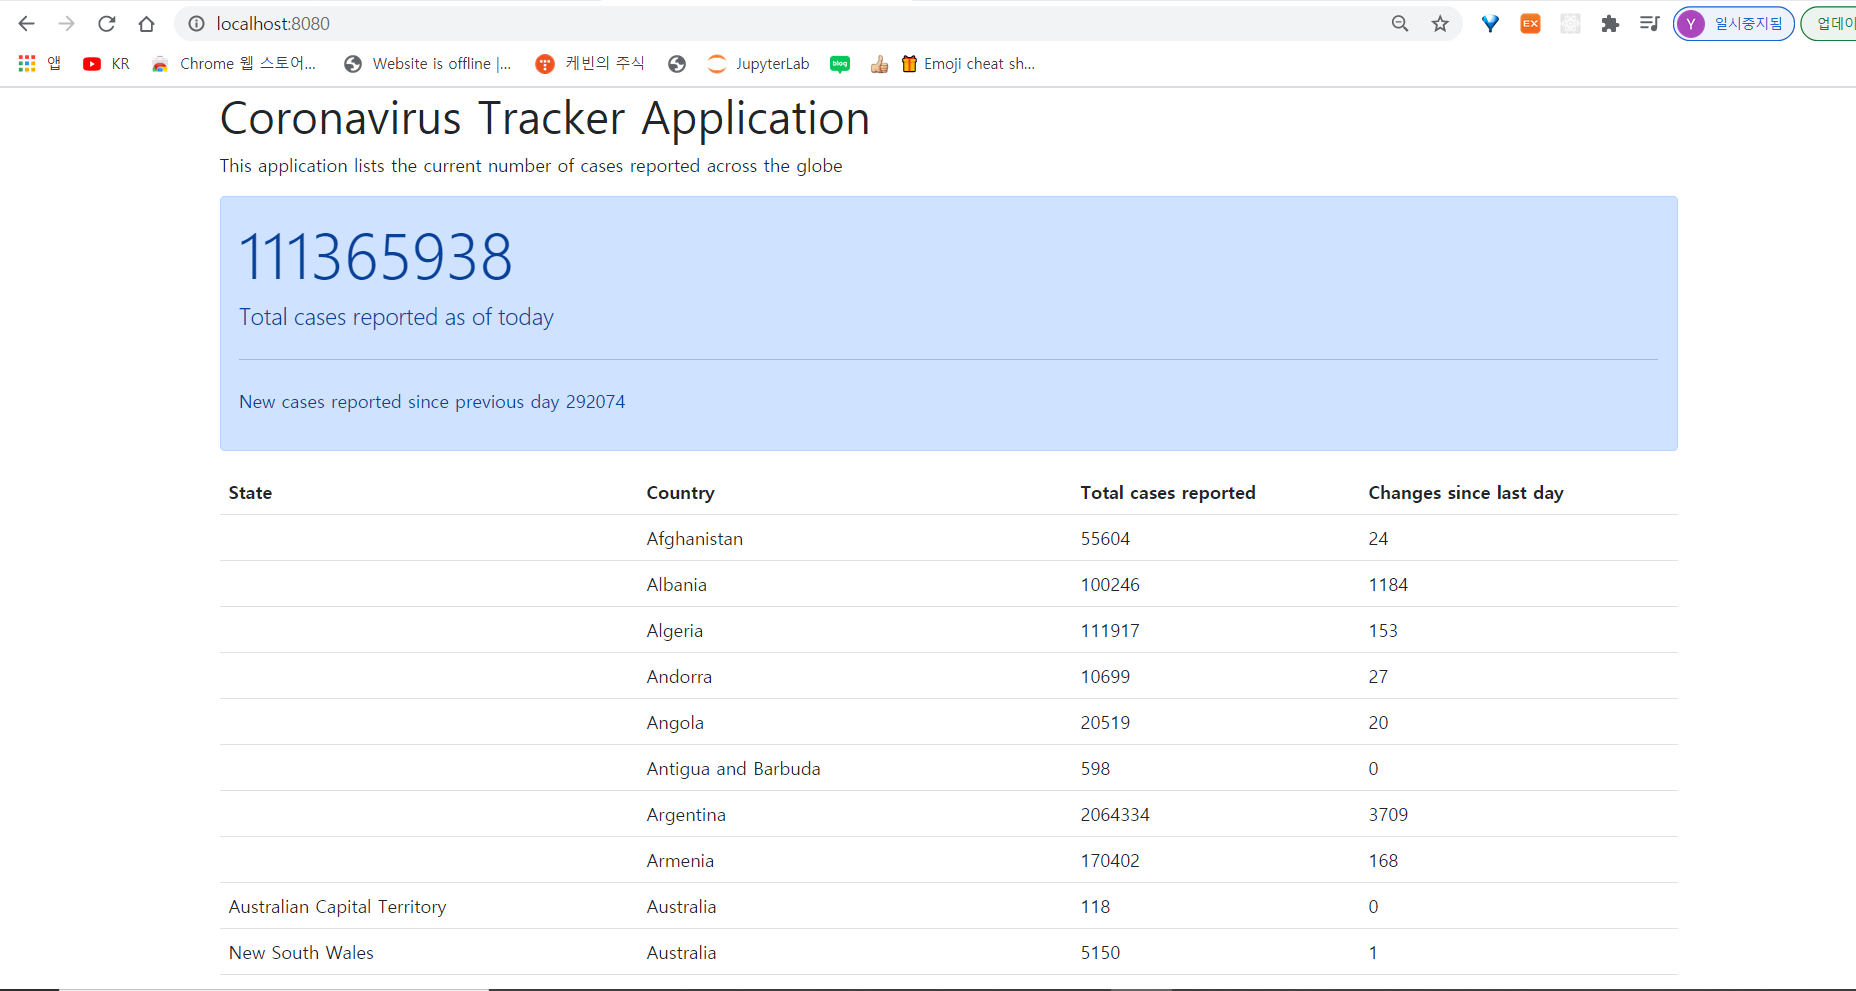 localhost:8080
Y 일시중지됨 업데이
앱 KR Chrome 웹 스토어... Website is offline |... 케빈의 주식 JupyterLab blog Emoji cheat sh...
Coronavirus Tracker Application
This application lists the current number of cases reported across the globe
111365938
Total cases reported as of today
New cases reported since previous day 292074
State Country Total cases reported Changes since last day
Afghanistan 55604 24
Albania 100246 1184
Algeria 111917 153
Andorra 10699 27
Angola 20519 20
Antigua and Barbuda 598 0
Argentina 2064334 3709
Armenia 170402 168
Australian Capital Territory Australia 118 0
New South Wales Australia 5150 1